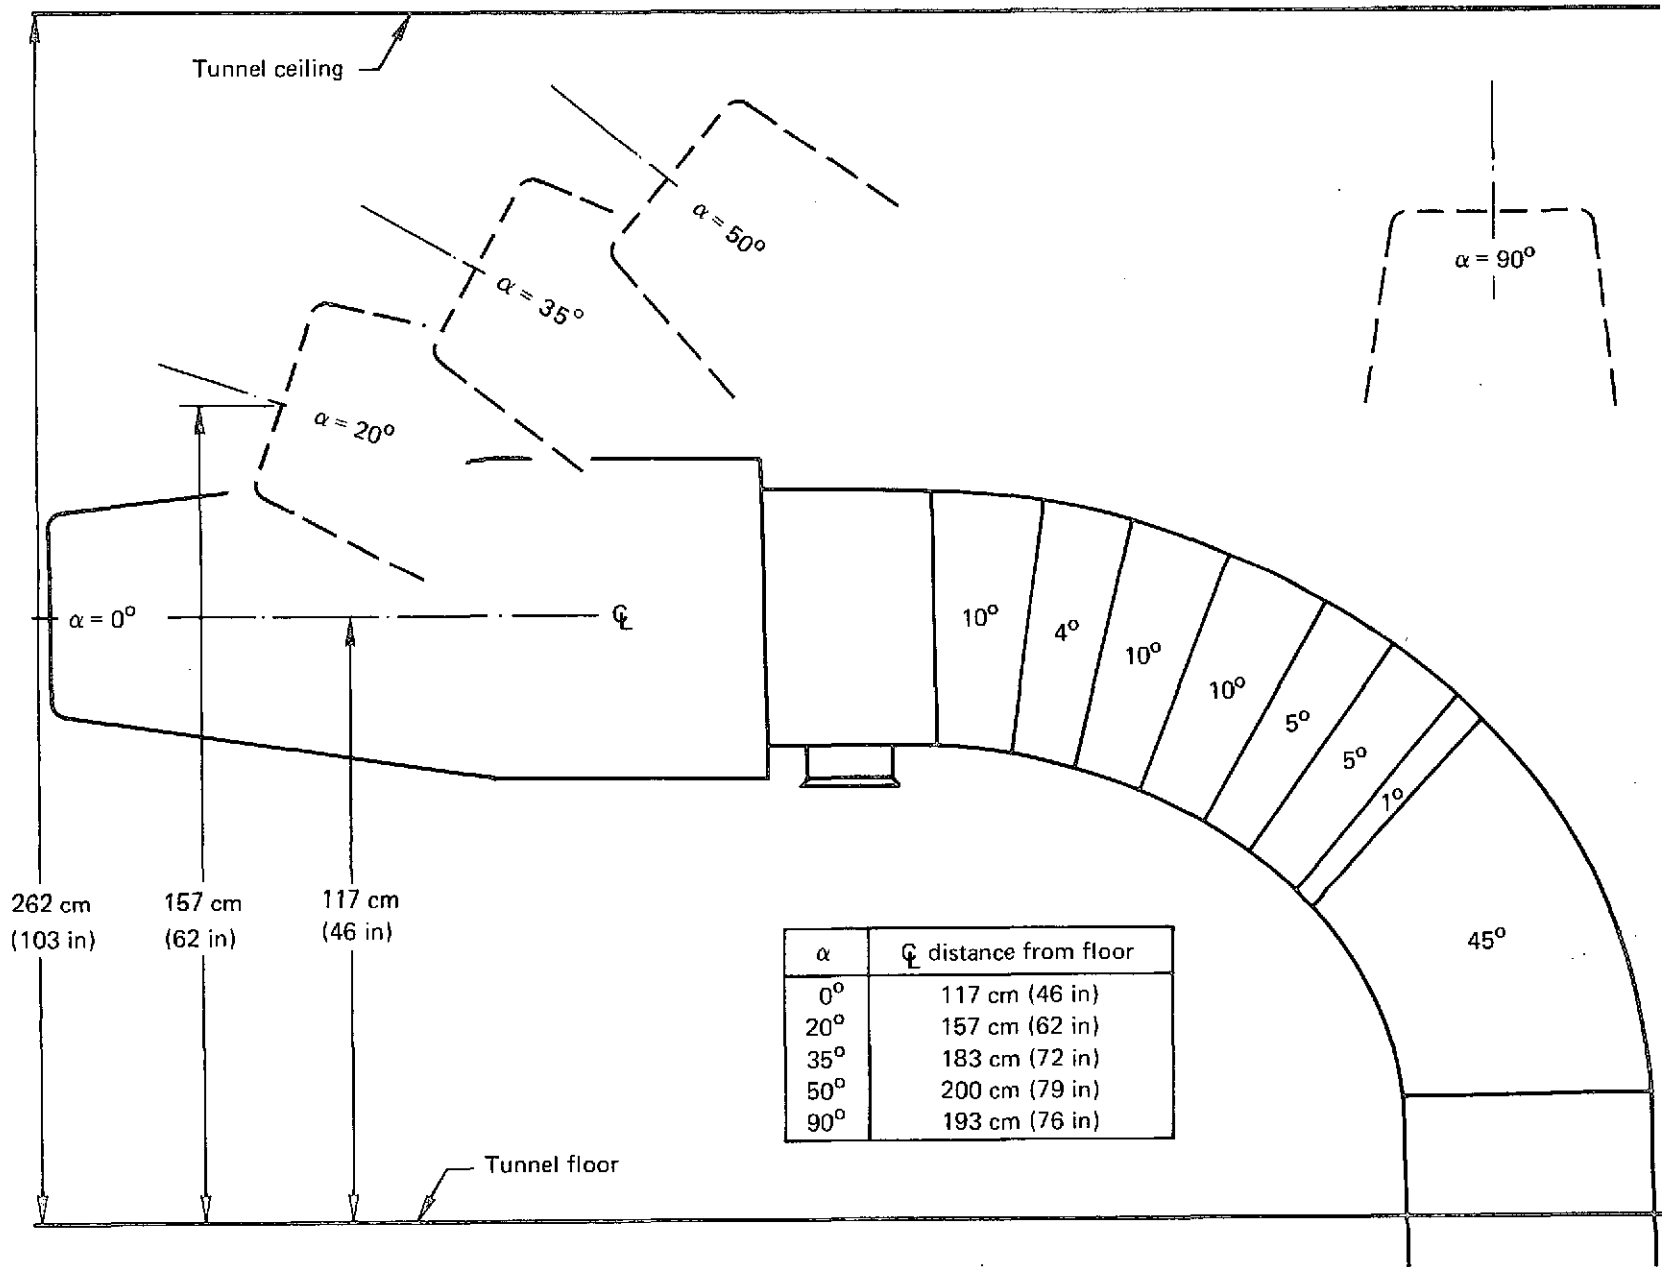 Tunnel ceiling
α = 50°
α = 90°
α = 35°
α = 20°
α = 0°
℄
10°
4°
10°
10°
5°
5°
1°
45°
262 cm
(103 in)
157 cm
(62 in)
117 cm
(46 in)
α ℄ distance from floor
0° 117 cm (46 in)
20° 157 cm (62 in)
35° 183 cm (72 in)
50° 200 cm (79 in)
90° 193 cm (76 in)
Tunnel floor